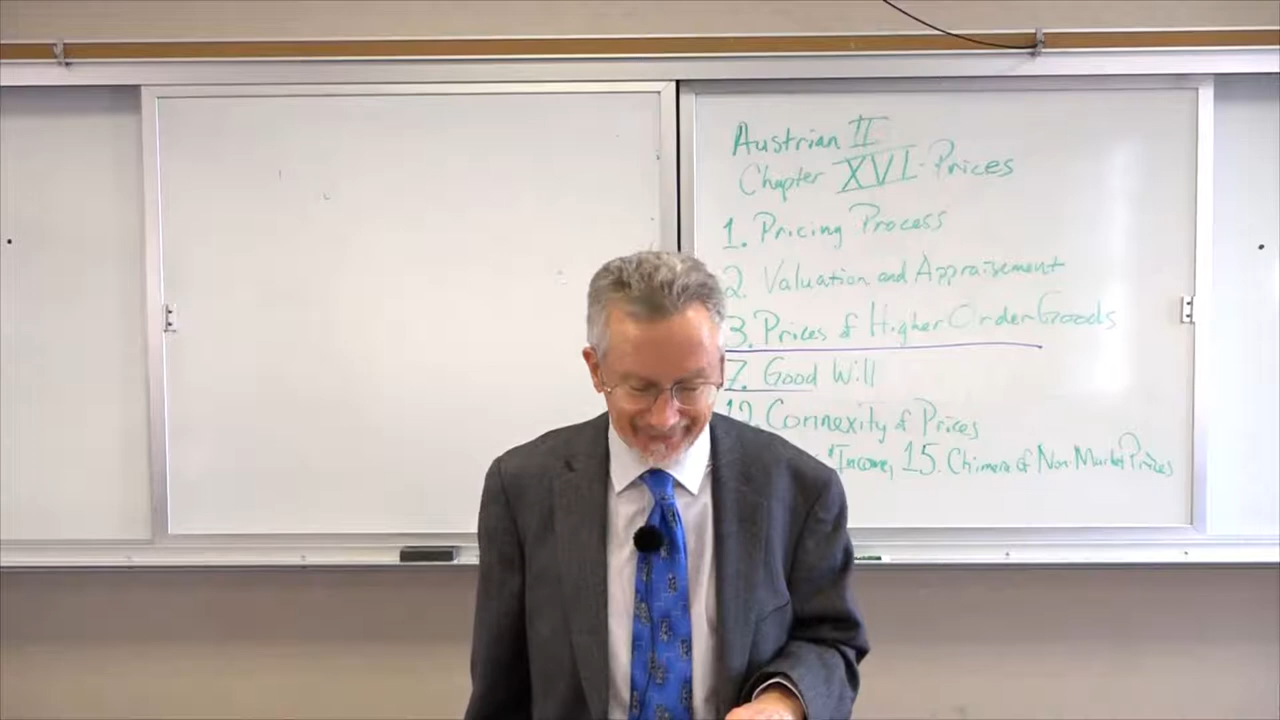 Austrian II
Chapter XVI - Prices
1. Pricing Process
2. Valuation and Appraisement
3. Prices of Higher Order Goods
7. Good Will
12. Connexity of Prices
Income, 15. Chimera of Non-Market Prices